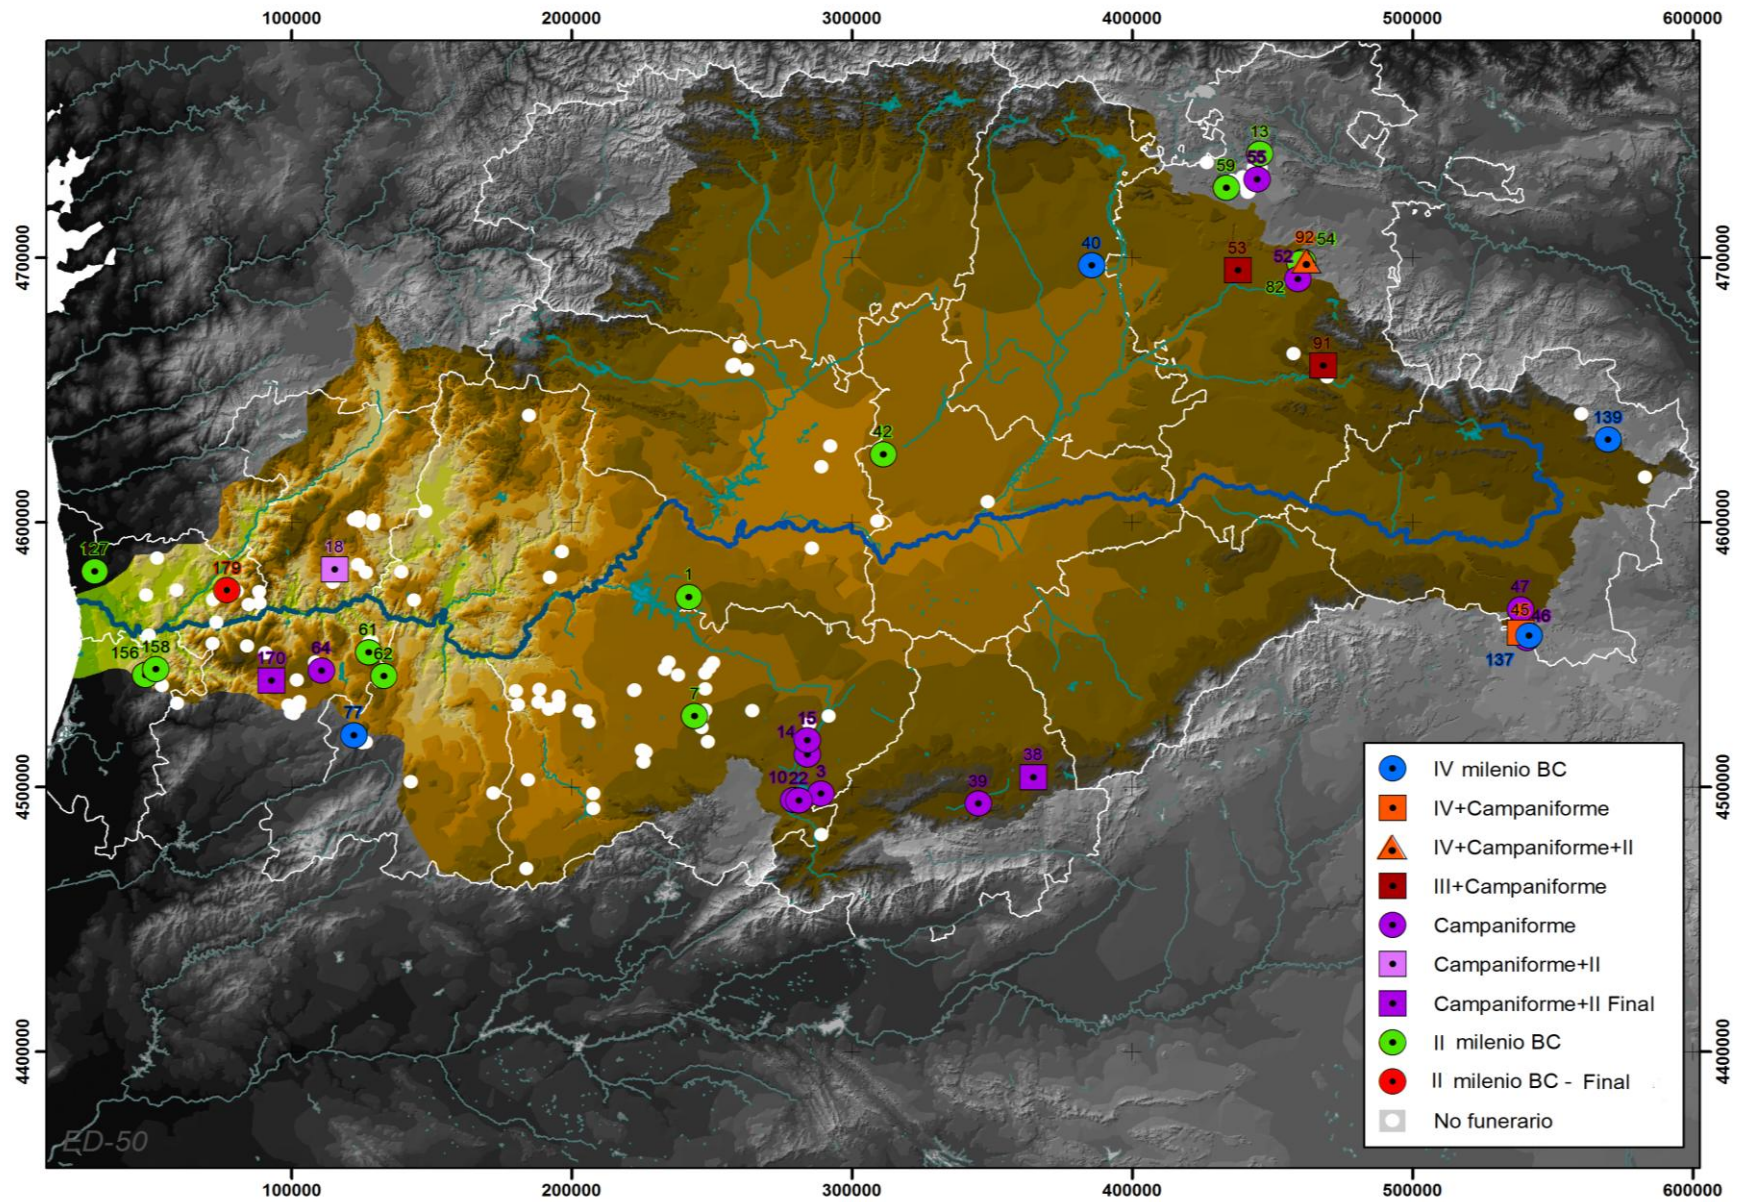 100000 200000 300000 400000 500000 600000
13
59 55
4700000 4700000
40 53 92 54
52
82
91
42
139
4600000 4600000
127 18
179 1
47
45 46
137
61
156 158 64 62
170
7
77
15
14
38
10 22 3 39
4500000 4500000
IV milenio BC
IV+Campaniforme
IV+Campaniforme+II
III+Campaniforme
Campaniforme
Campaniforme+II
Campaniforme+II Final
II milenio BC
II milenio BC - Final
No funerario
4400000 4400000
ED-50
100000 200000 300000 400000 500000 600000